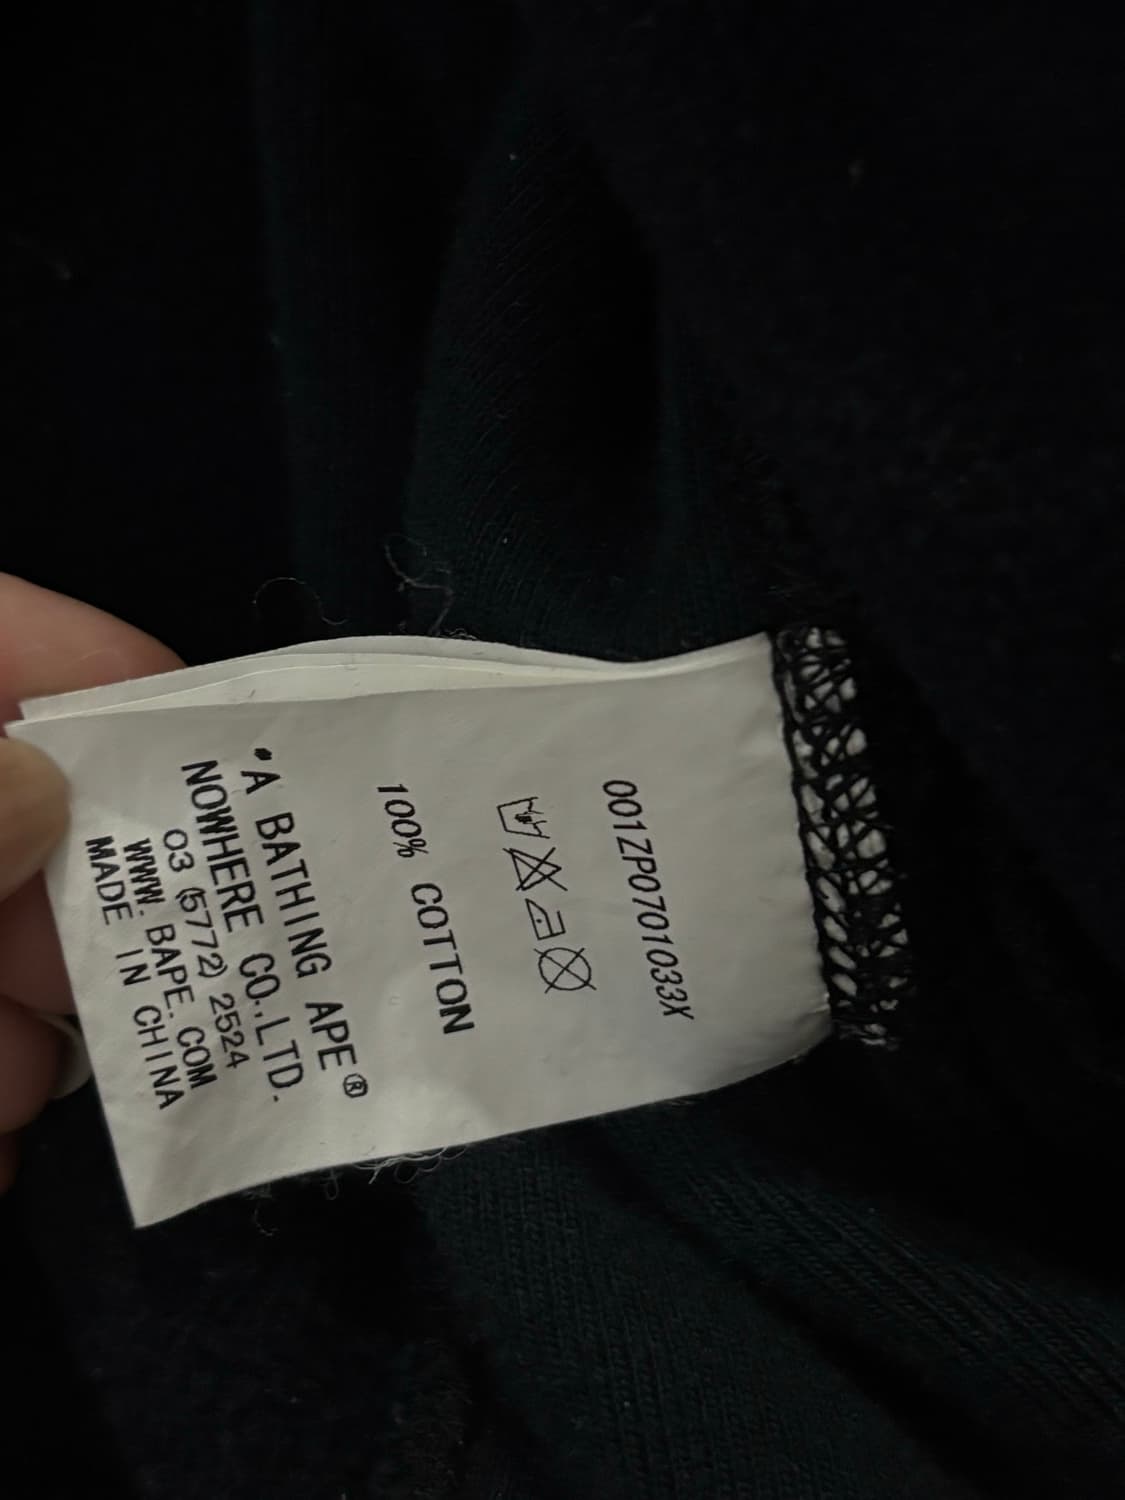 001ZP0701033X
100% COTTON
"A BATHING APE®
NOWHERE CO.,LTD.
03 (5772) 2524
WWW. BAPE. COM
MADE IN CHINA